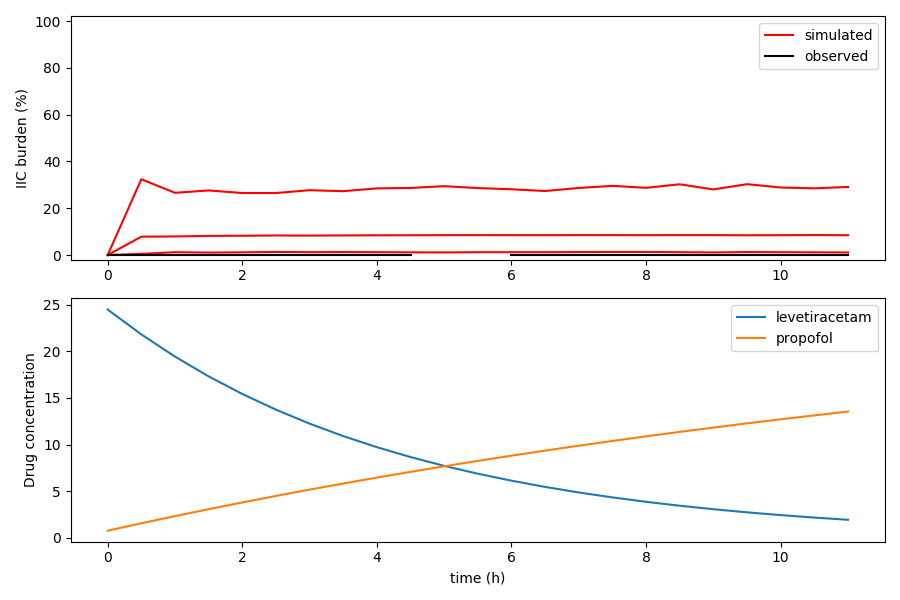 100
80
60
40
20
0
IIC burden (%)
simulated
observed
0 2 4 6 8 10
25
20
15
10
5
0
Drug concentration
levetiracetam
propofol
0 2 4 6 8 10
time (h)